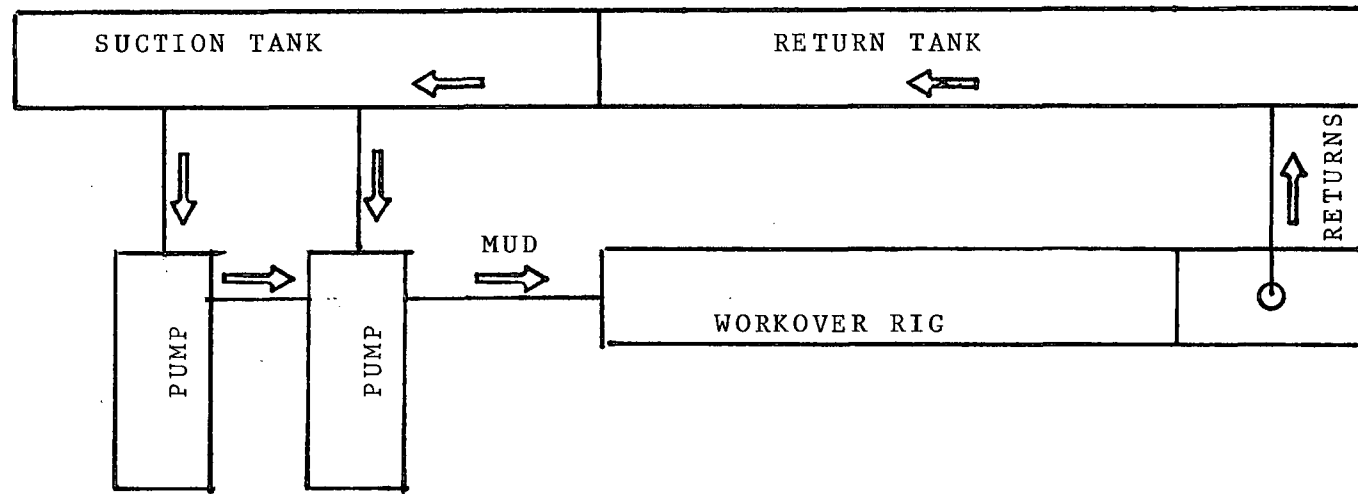 SUCTION TANK
RETURN TANK
RETURNS
MUD
PUMP
PUMP
WORKOVER RIG